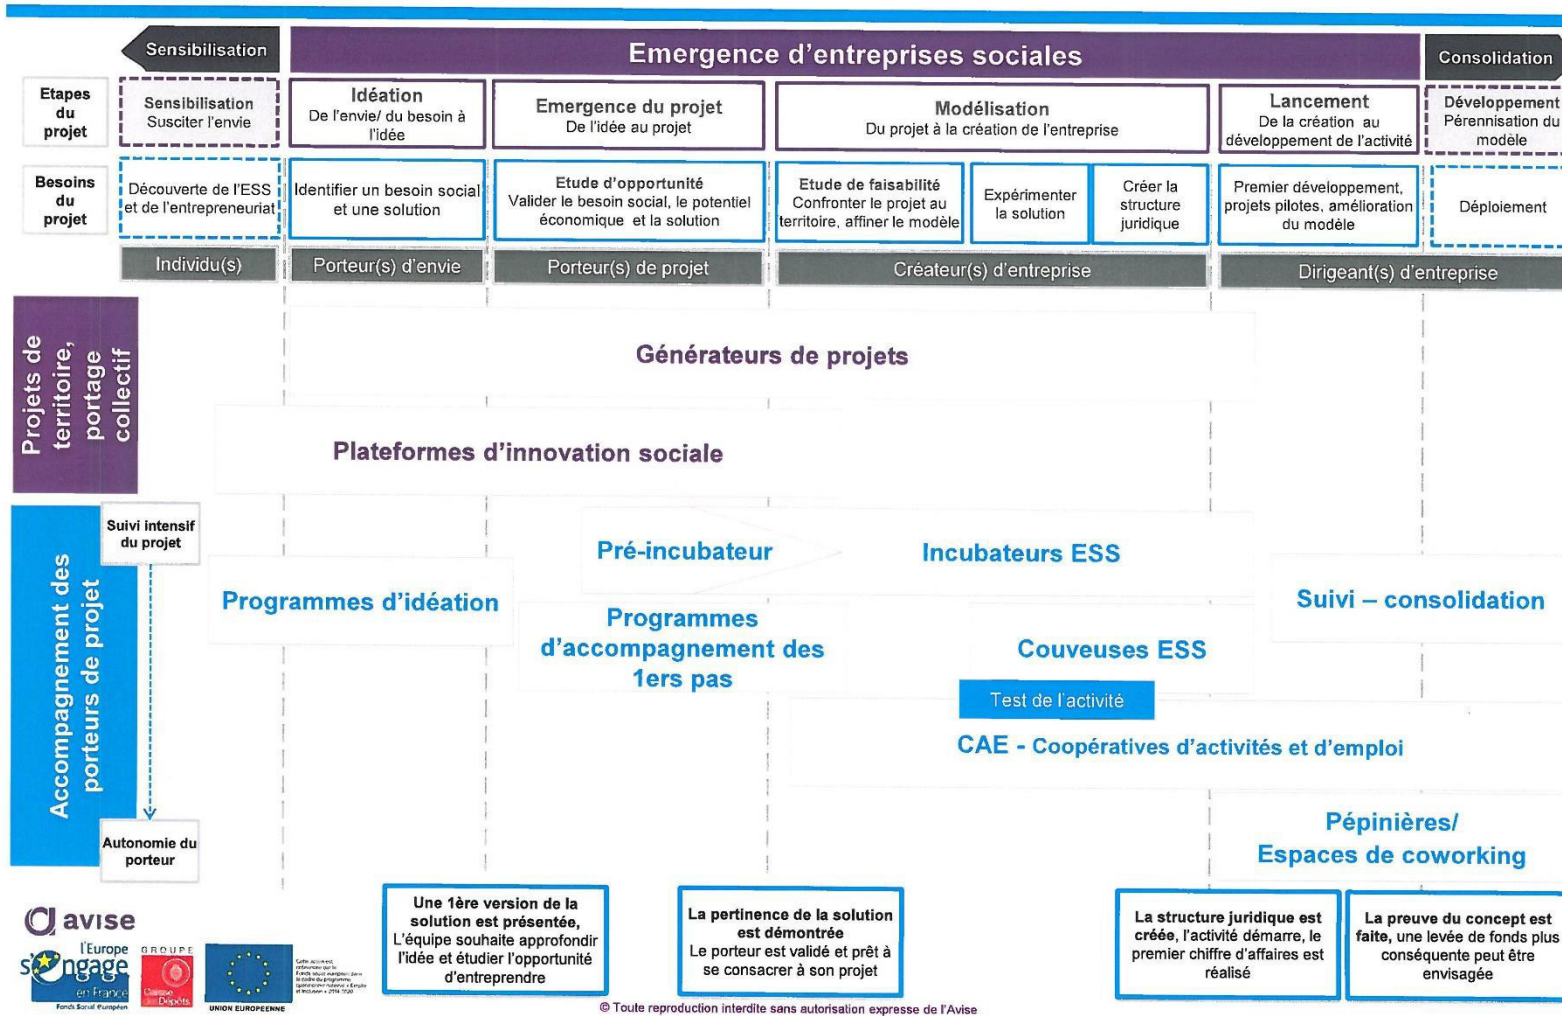 Sensibilisation
Emergence d'entreprises sociales
Consolidation
Etapes
du
projet
Sensibilisation
Susciter l'envie
Idéation
De l'envie/ du besoin à
l'idée
Emergence du projet
De l'idée au projet
Modélisation
Du projet à la création de l'entreprise
Lancement
De la création au
développement de l'activité
Développement
Pérennisation du
modèle
Besoins
du
projet
Découverte de l'ESS
et de l'entrepreneuriat
Identifier un besoin social
et une solution
Etude d'opportunité
Valider le besoin social, le potentiel
économique et la solution
Etude de faisabilité
Confronter le projet au
territoire, affiner le modèle
Expérimenter
la solution
Créer la
structure
juridique
Premier développement,
projets pilotes, amélioration
du modèle
Déploiement
Individu(s)
Porteur(s) d'envie
Porteur(s) de projet
Créateur(s) d'entreprise
Dirigeant(s) d'entreprise
Projets de
territoire,
portage
collectif
Générateurs de projets
Plateformes d'innovation sociale
Accompagnement des
porteurs de projet
Suivi intensif
du projet
Autonomie du
porteur
Programmes d'idéation
Pré-incubateur
Incubateurs ESS
Programmes
d'accompagnement des
1ers pas
Couveuses ESS
Suivi – consolidation
Test de l'activité
CAE - Coopératives d'activités et d'emploi
Pépinières/
Espaces de coworking
Une 1ère version de la
solution est présentée,
L'équipe souhaite approfondir
l'idée et étudier l'opportunité
d'entreprendre
La pertinence de la solution
est démontrée
Le porteur est validé et prêt à
se consacrer à son projet
La structure juridique est
créée, l'activité démarre, le
premier chiffre d'affaires est
réalisé
La preuve du concept est
faite, une levée de fonds plus
conséquente peut être
envisagée
avise
l'Europe
s'engage
en France
Fonds Social Européen
GROUPE
Caisse
des Dépôts
UNION EUROPEENNE
© Toute reproduction interdite sans autorisation expresse de l'Avise